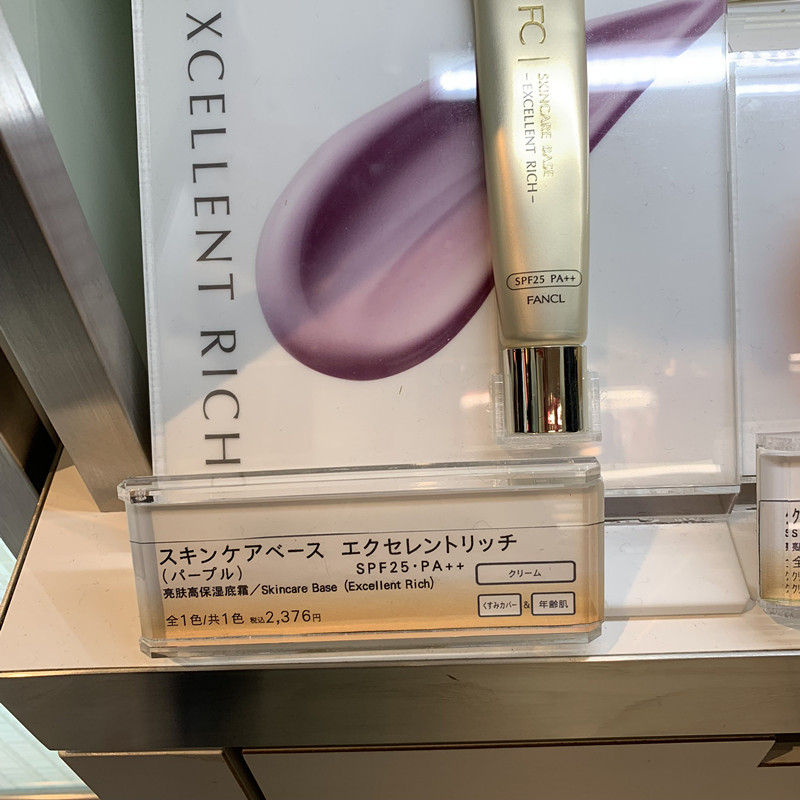 XCELLENT RICH
FC
SKINCARE BASE
- EXCELLENT RICH -
SPF25 PA++
FANCL
スキンケアベース エクセレントリッチ
(パープル) SPF25・PA++
クリーム
亮肤高保湿底霜/Skincare Base (Excellent Rich)
くすみカバー & 年齢肌
全1色/共1色 税込2,376円